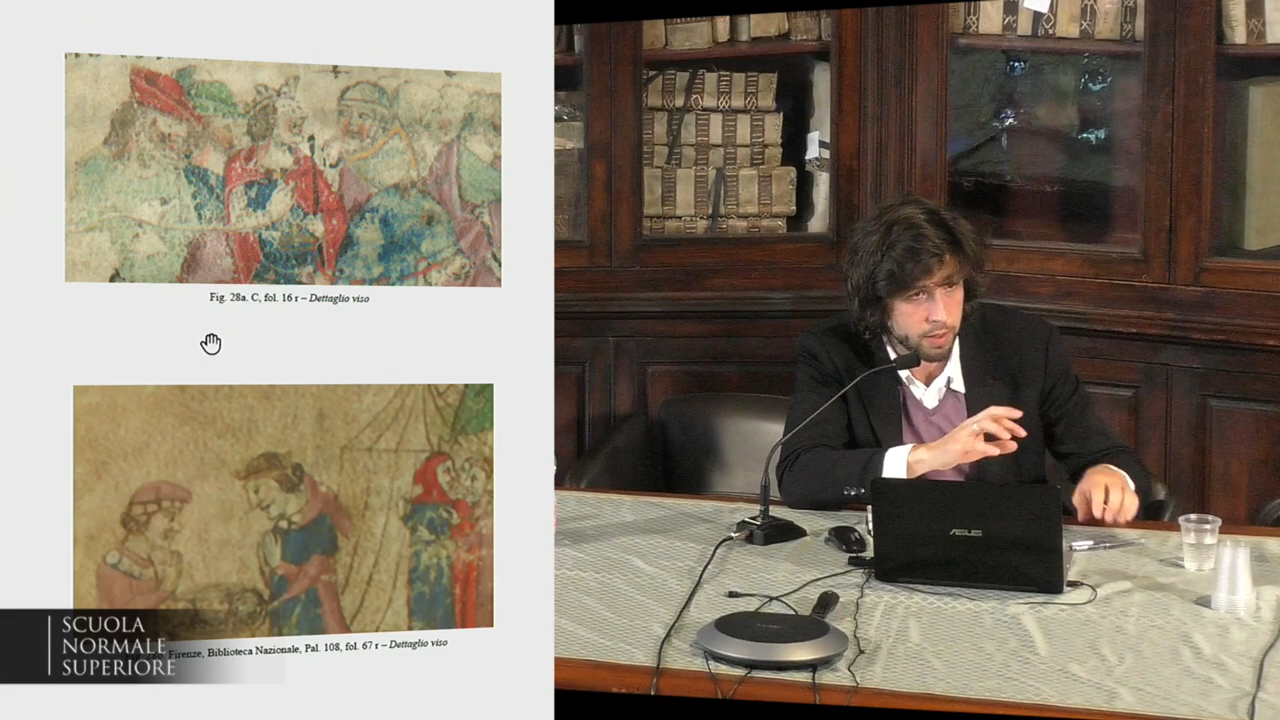 Fig. 28a. C, fol. 16 r – Dettaglio viso
Firenze, Biblioteca Nazionale, Pal. 108, fol. 67 r – Dettaglio viso
SCUOLA
NORMALE
SUPERIORE
ASUS